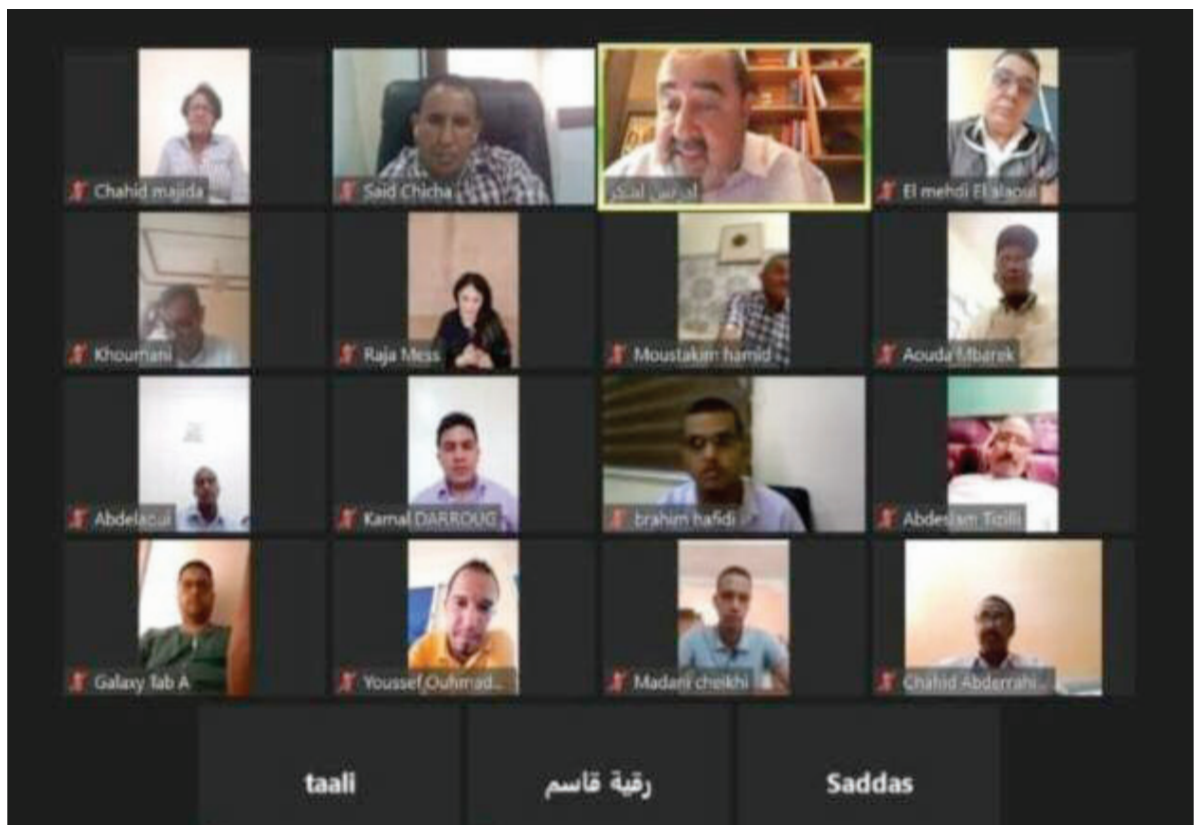 Chahid majida
Said Chicha
ادريس لشكر
El mehdi El alaoui
Khoumani
Raja Mess
Moustakim hamid
Aouda Mbarek
Abdelaoui
Kamal DARROUG
brahim hafidi
Abdeslam Tizilii
Galaxy Tab A
Youssef Ouhmad...
Madani cheikhi
Chahid Abderrahi...
taali
رقية قاسم
Saddas